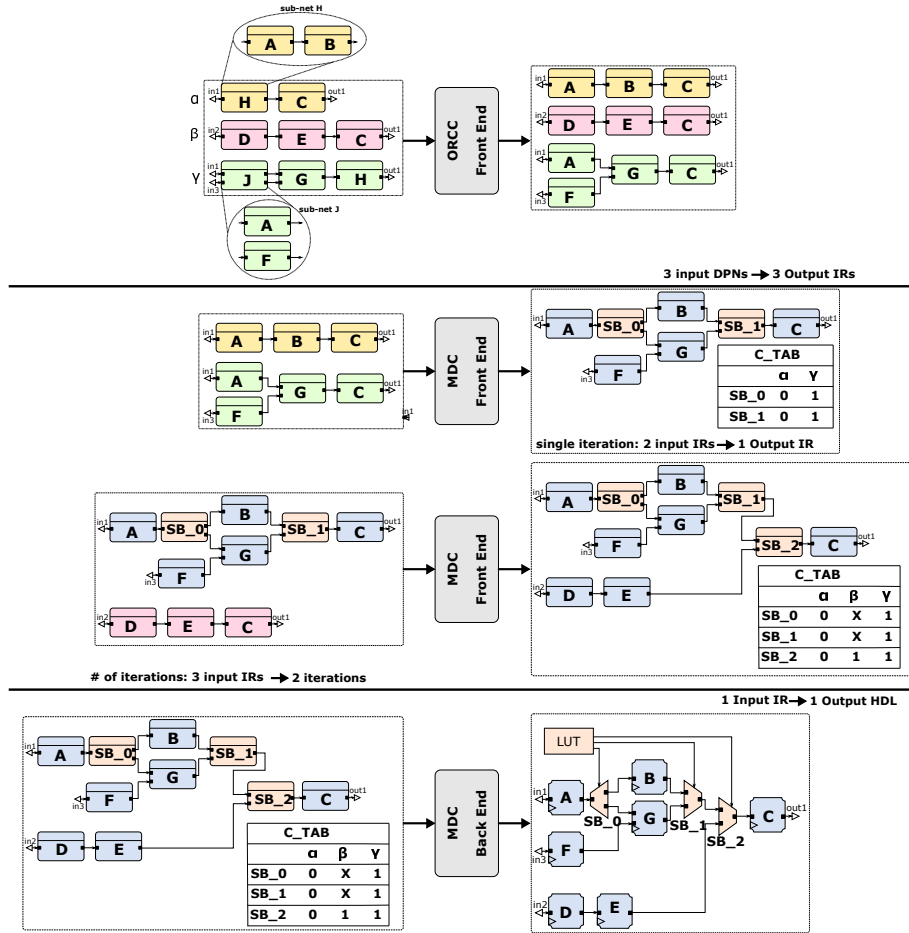 sub-net H
A B
α in1 H C out1
β in2 D E C out1
γ in1 in3 J G H out1
sub-net J
A
F
ORCC
Front End
in1 A B C out1
in2 D E C out1
in1 A G C out1
in3 F
3 input DPNs → 3 Output IRs
in1 A B C out1
in1 A G C out1
in3 F
in1
MDC
Front End
in1 A SB_0 B SB_1 C out1
G
in3 F
C_TAB
α γ
SB_0 0 1
SB_1 0 1
single iteration: 2 input IRs → 1 Output IR
in1 A SB_0 B SB_1 C out1
G
in3 F
in2 D E C out1
# of iterations: 3 input IRs → 2 iterations
MDC
Front End
in1 A SB_0 B SB_1
G
in3 F SB_2 C out1
in2 D E
C_TAB
α β γ
SB_0 0 X 1
SB_1 0 X 1
SB_2 0 1 1
1 Input IR → 1 Output HDL
in1 A SB_0 B SB_1
G
in3 F SB_2 C out1
in2 D E
C_TAB
α β γ
SB_0 0 X 1
SB_1 0 X 1
SB_2 0 1 1
MDC
Back End
LUT
in1 A SB_0 B SB_1 SB_2 C out1
G
in3 F
in2 D E